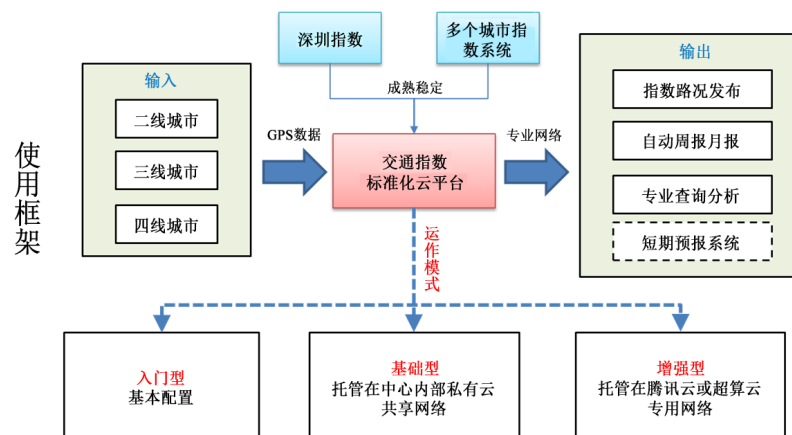 使用框架
深圳指数
多个城市指
数系统
成熟稳定
输入
二线城市
三线城市
四线城市
GPS数据
交通指数
标准化云平台
专业网络
输出
指数路况发布
自动周报月报
专业查询分析
短期预报系统
运作模式
入门型
基本配置
基础型
托管在中心内部私有云
共享网络
增强型
托管在腾讯云或超算云
专用网络